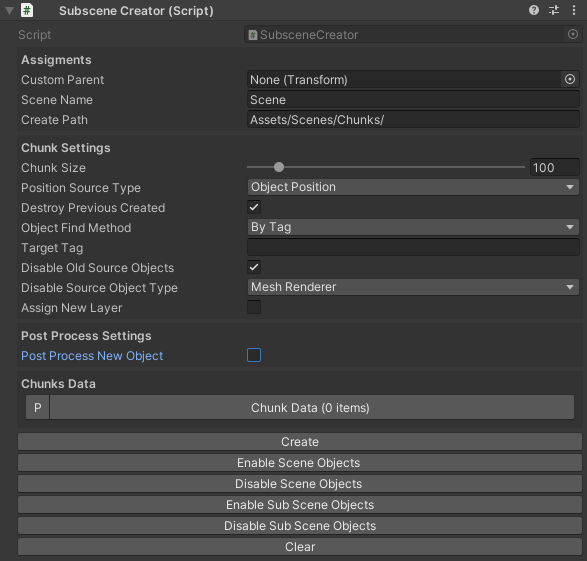 Subscene Creator (Script)
Script SubsceneCreator
Assigments
Custom Parent None (Transform)
Scene Name Scene
Create Path Assets/Scenes/Chunks/
Chunk Settings
Chunk Size 100
Position Source Type Object Position
Destroy Previous Created
Object Find Method By Tag
Target Tag
Disable Old Source Objects
Disable Source Object Type Mesh Renderer
Assign New Layer
Post Process Settings
Post Process New Object
Chunks Data
P Chunk Data (0 items)
Create
Enable Scene Objects
Disable Scene Objects
Enable Sub Scene Objects
Disable Sub Scene Objects
Clear